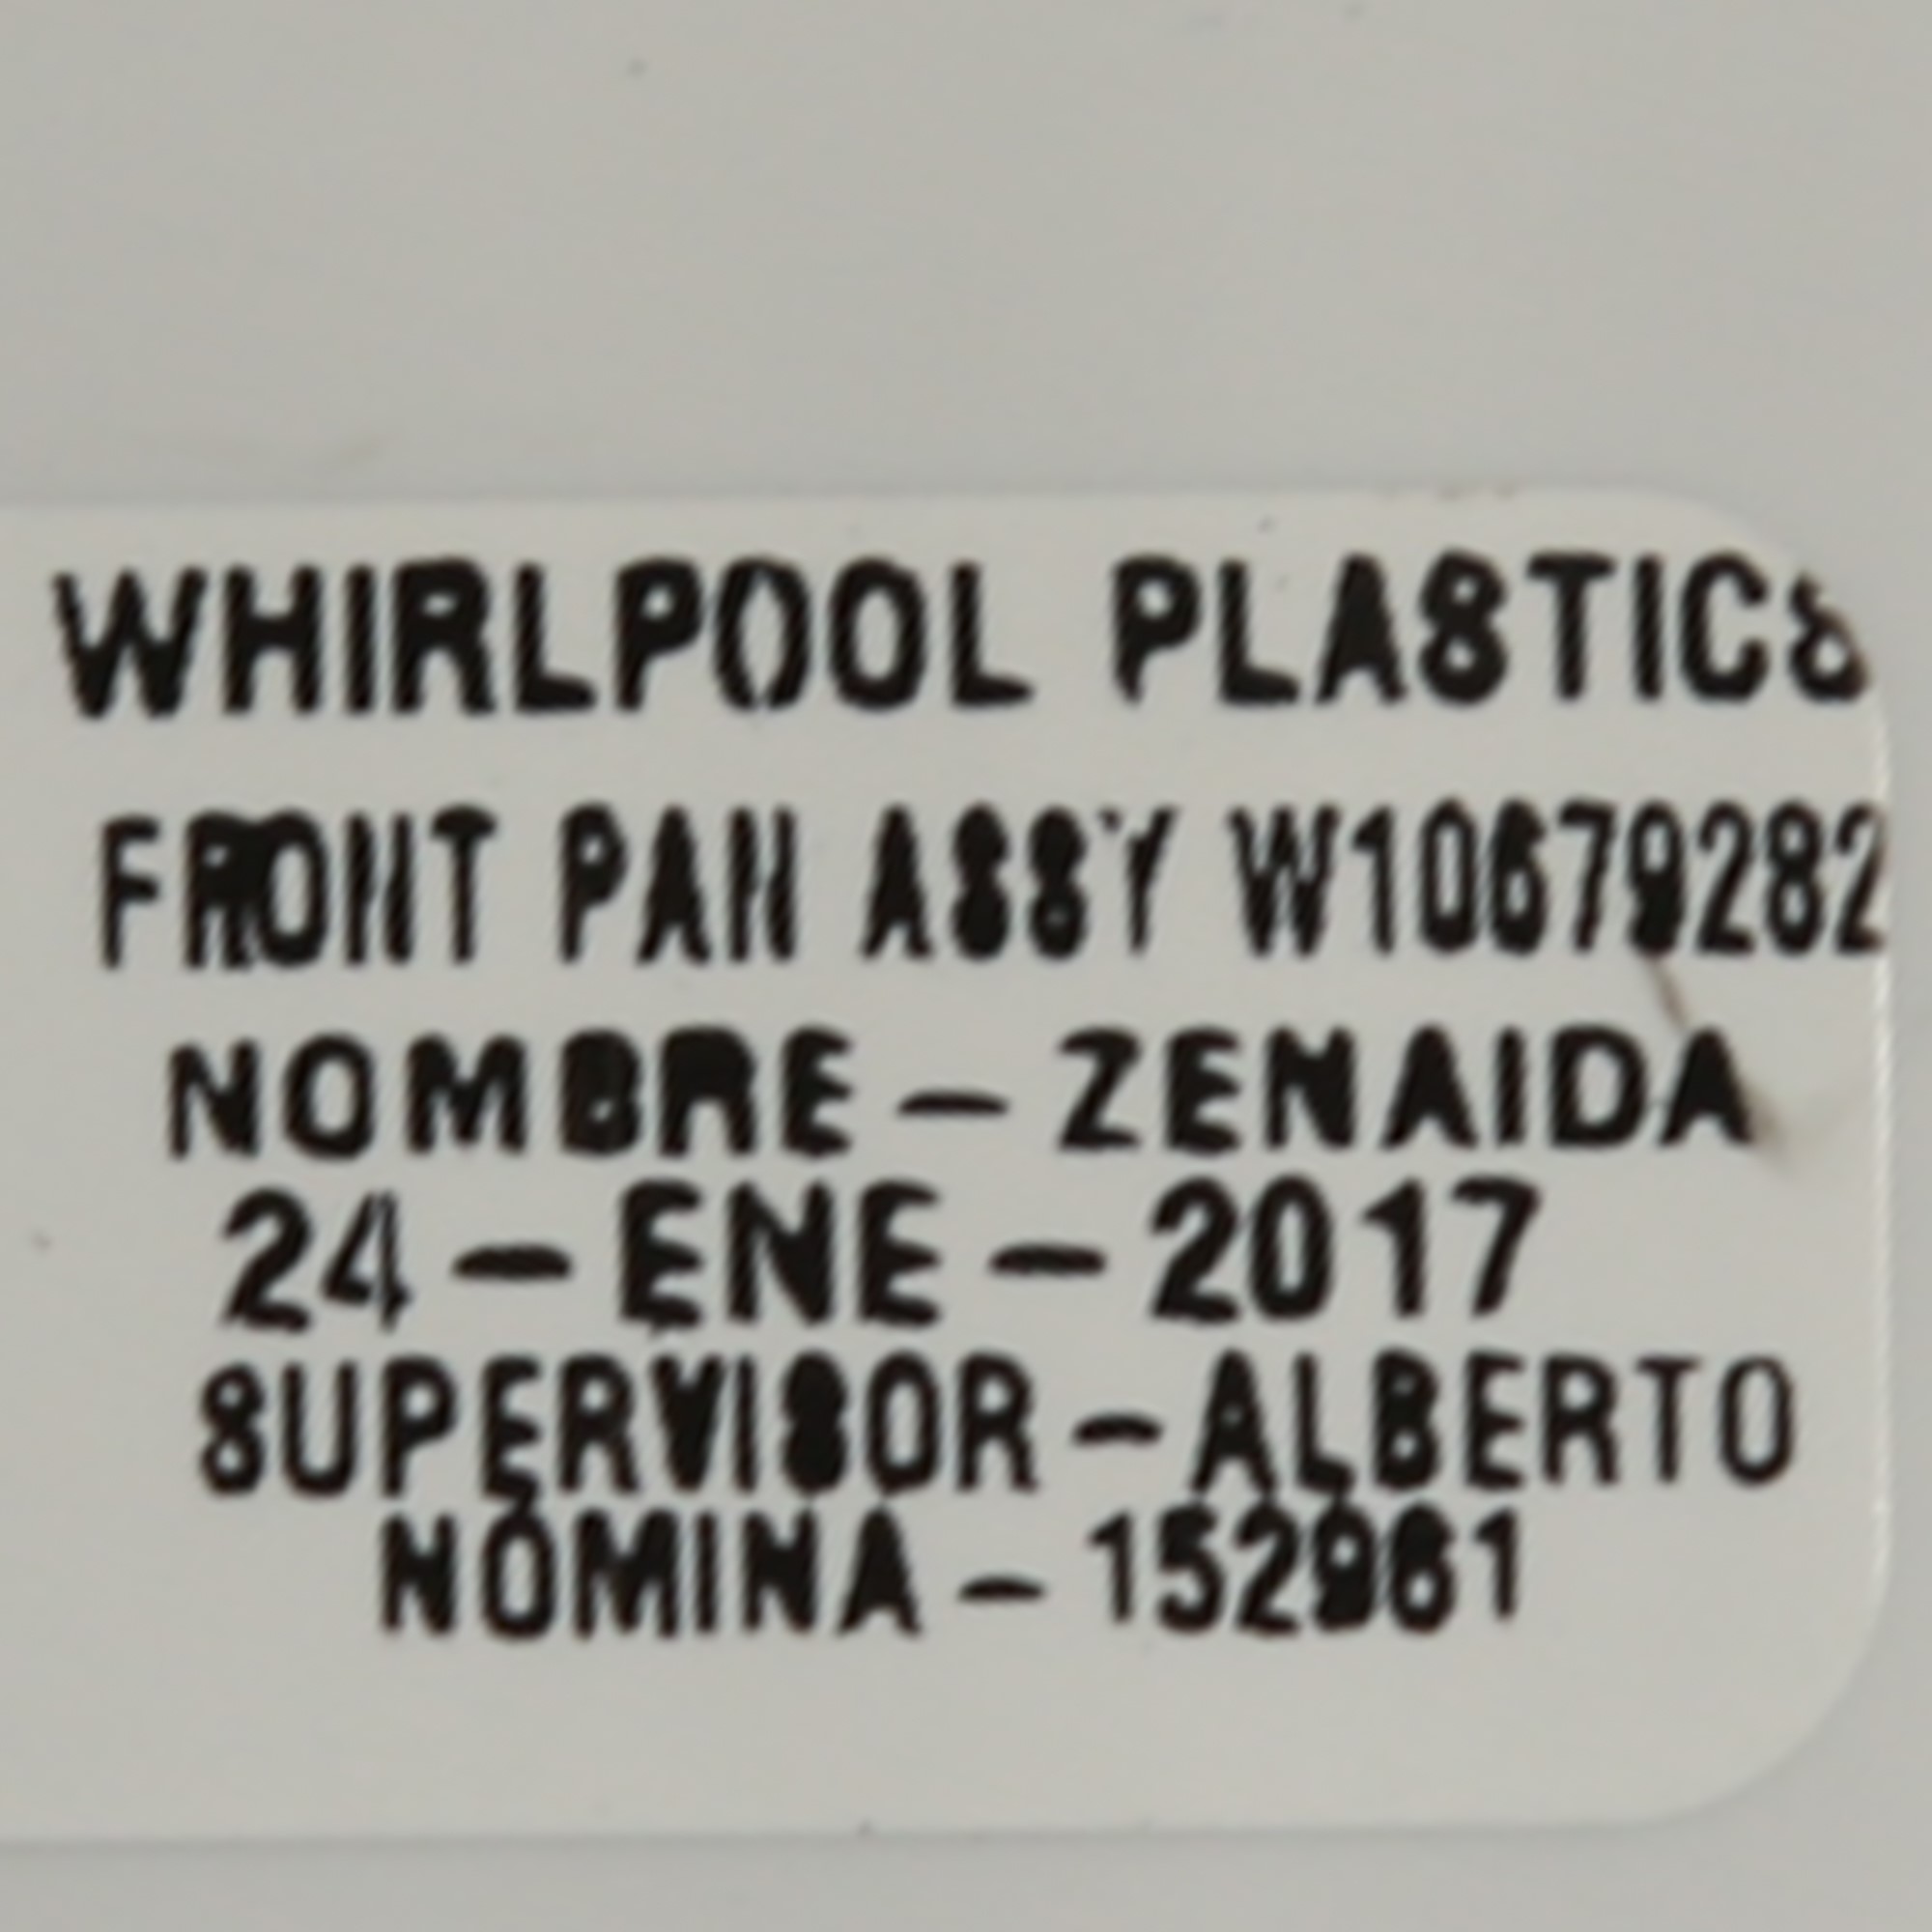 WHIRLPOOL PLASTICS
FRONT PAN ASSY W10679282
NOMBRE - ZENAIDA
24 - ENE - 2017
SUPERVISOR - ALBERTO
NOMINA - 152961